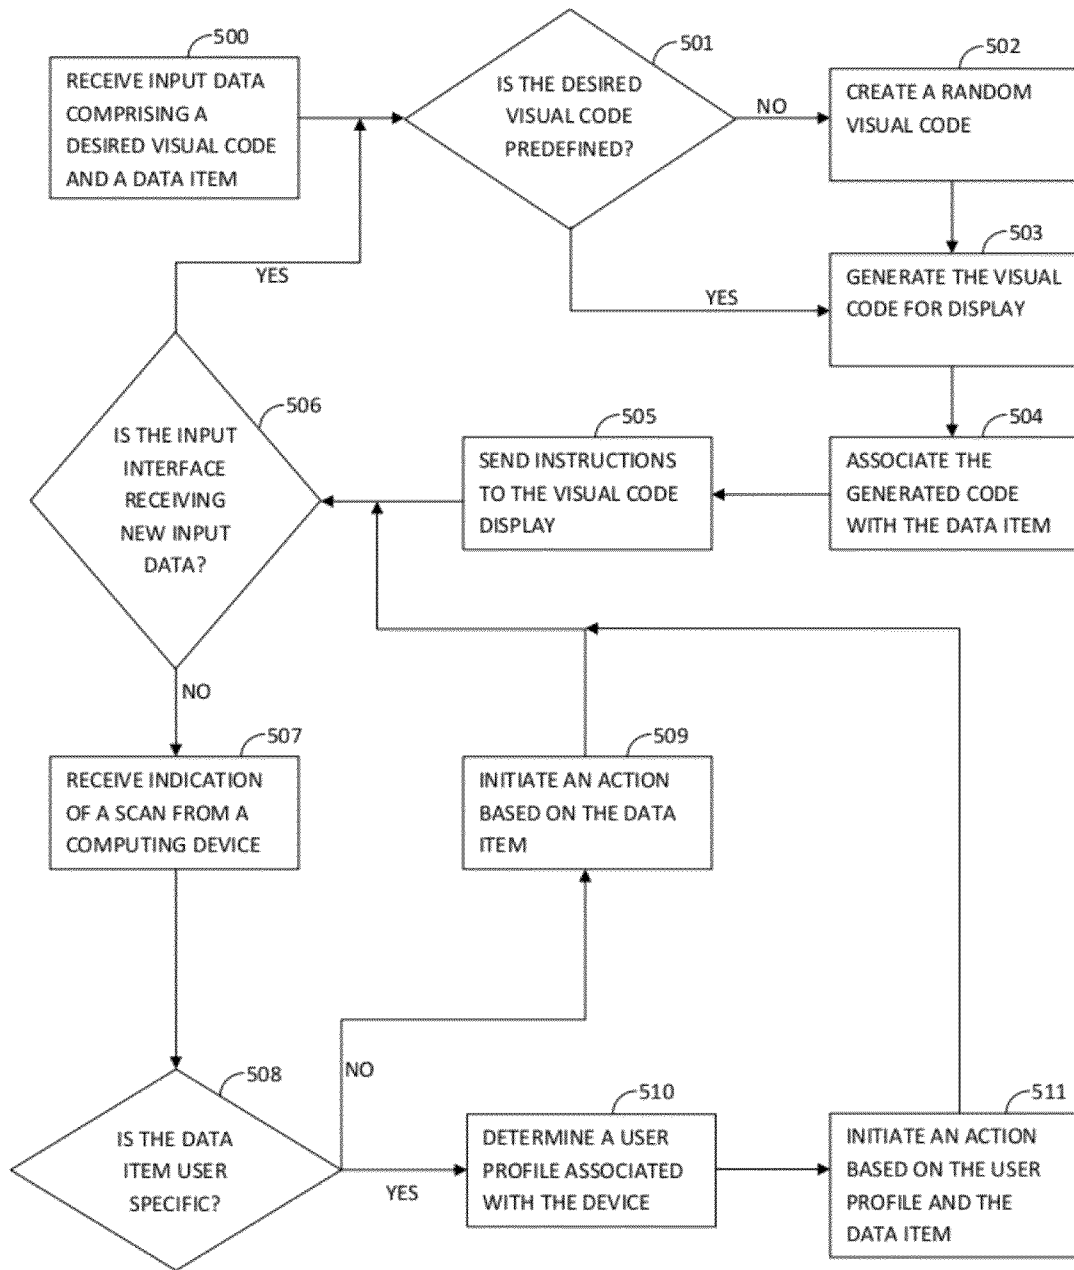 500
RECEIVE INPUT DATA
COMPRISING A
DESIRED VISUAL CODE
AND A DATA ITEM
501
IS THE DESIRED
VISUAL CODE
PREDEFINED?
NO
502
CREATE A RANDOM
VISUAL CODE
503
GENERATE THE VISUAL
CODE FOR DISPLAY
YES
YES
504
ASSOCIATE THE
GENERATED CODE
WITH THE DATA ITEM
505
SEND INSTRUCTIONS
TO THE VISUAL CODE
DISPLAY
506
IS THE INPUT
INTERFACE
RECEIVING
NEW INPUT
DATA?
NO
507
RECEIVE INDICATION
OF A SCAN FROM A
COMPUTING DEVICE
509
INITIATE AN ACTION
BASED ON THE DATA
ITEM
508
IS THE DATA
ITEM USER
SPECIFIC?
NO
YES
510
DETERMINE A USER
PROFILE ASSOCIATED
WITH THE DEVICE
511
INITIATE AN ACTION
BASED ON THE USER
PROFILE AND THE
DATA ITEM